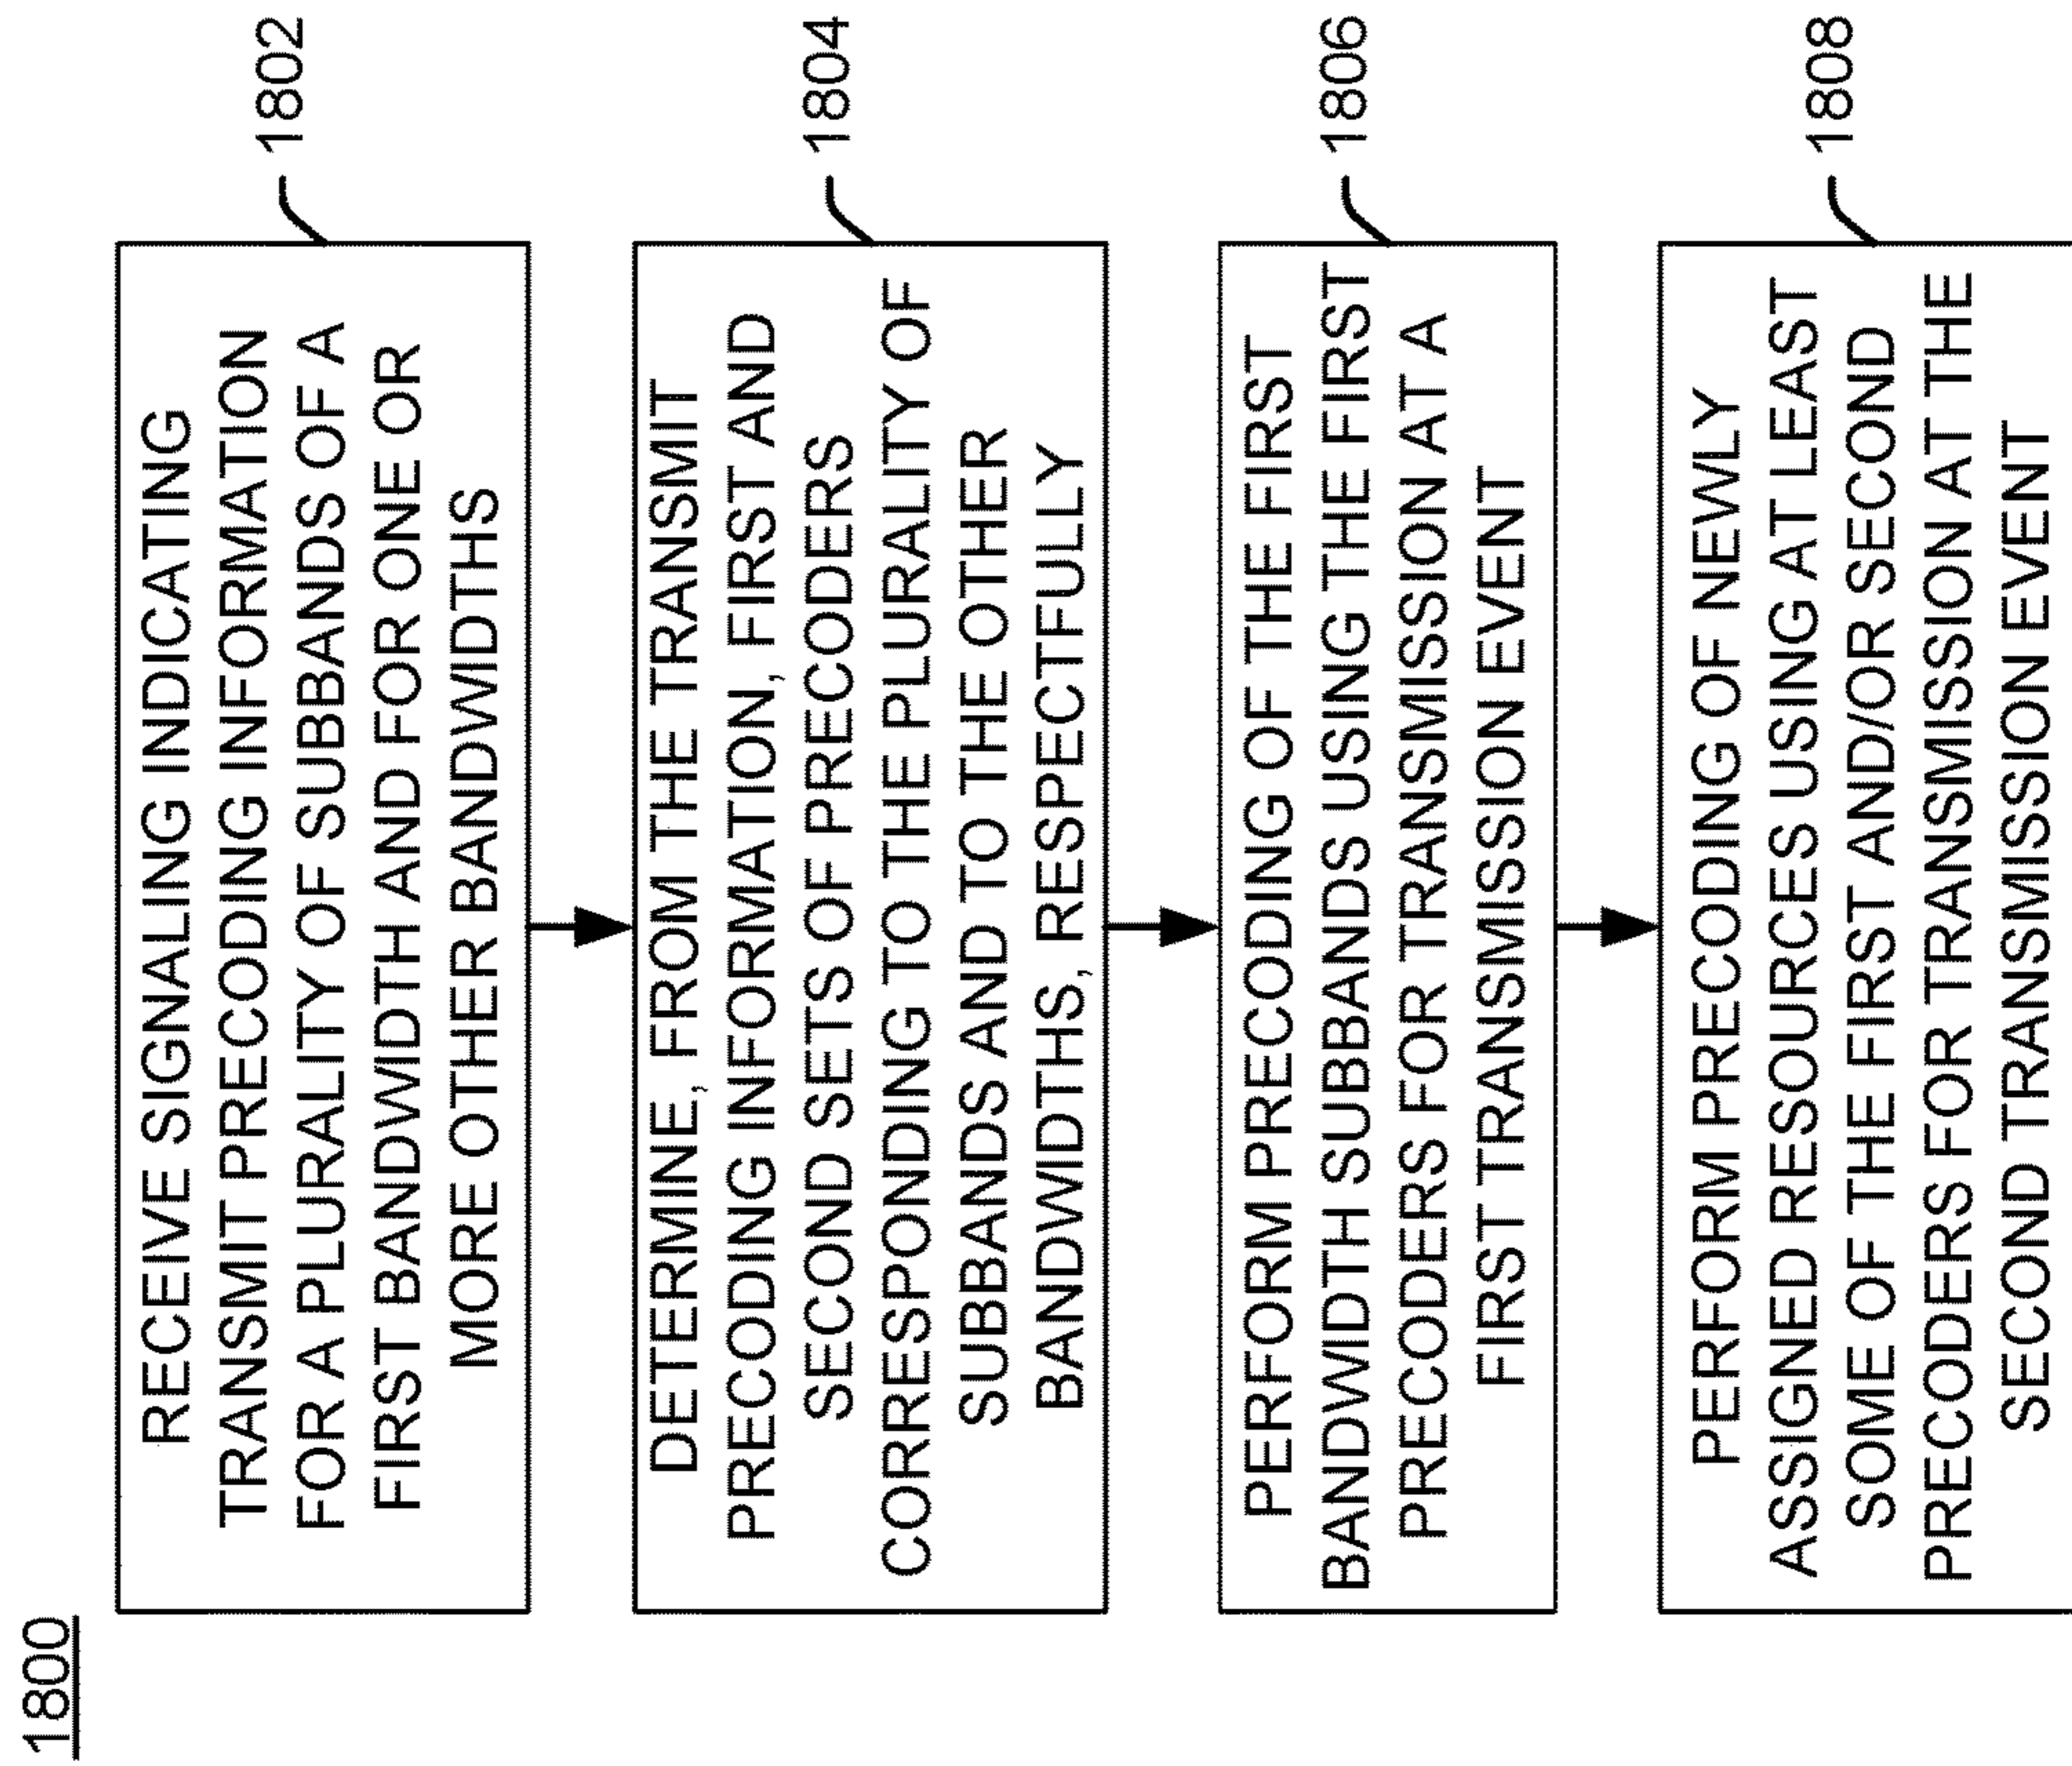 1800
RECEIVE SIGNALING INDICATING
TRANSMIT PRECODING INFORMATION
FOR A PLURALITY OF SUBBANDS OF A
FIRST BANDWIDTH AND FOR ONE OR
MORE OTHER BANDWIDTHS
1802
DETERMINE, FROM THE TRANSMIT
PRECODING INFORMATION, FIRST AND
SECOND SETS OF PRECODERS
CORRESPONDING TO THE PLURALITY OF
SUBBANDS AND TO THE OTHER
BANDWIDTHS, RESPECTFULLY
1804
PERFORM PRECODING OF THE FIRST
BANDWIDTH SUBBANDS USING THE FIRST
PRECODERS FOR TRANSMISSION AT A
FIRST TRANSMISSION EVENT
1806
PERFORM PRECODING OF NEWLY
ASSIGNED RESOURCES USING AT LEAST
SOME OF THE FIRST AND/OR SECOND
PRECODERS FOR TRANSMISSION AT THE
SECOND TRANSMISSION EVENT
1808